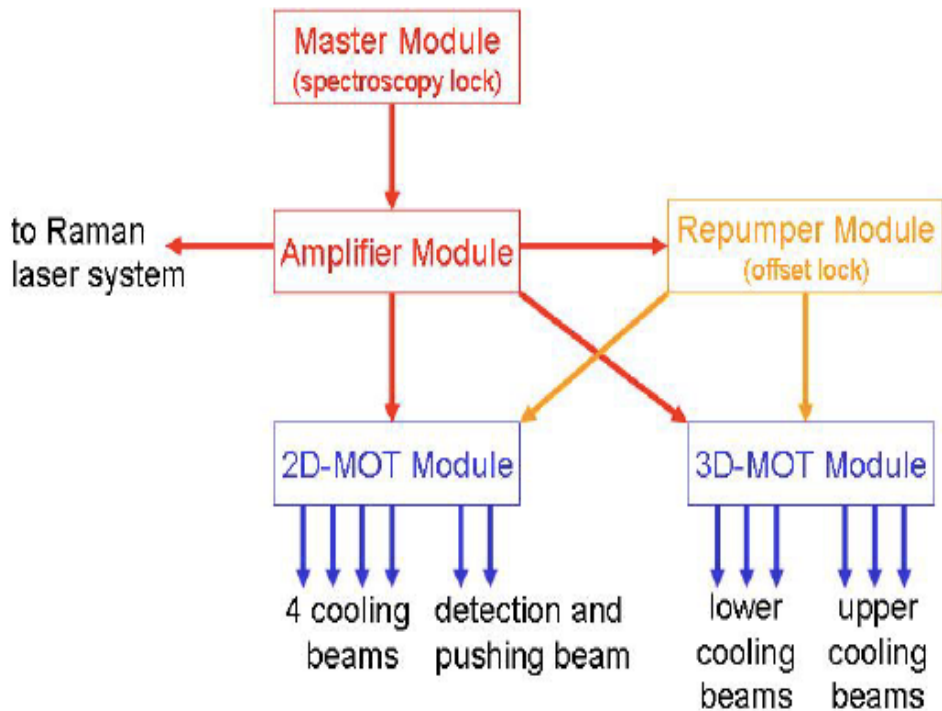 Master Module
(spectroscopy lock)
to Raman
laser system
Amplifier Module
Repumper Module
(offset lock)
2D-MOT Module
3D-MOT Module
4 cooling
beams
detection and
pushing beam
lower
cooling
beams
upper
cooling
beams